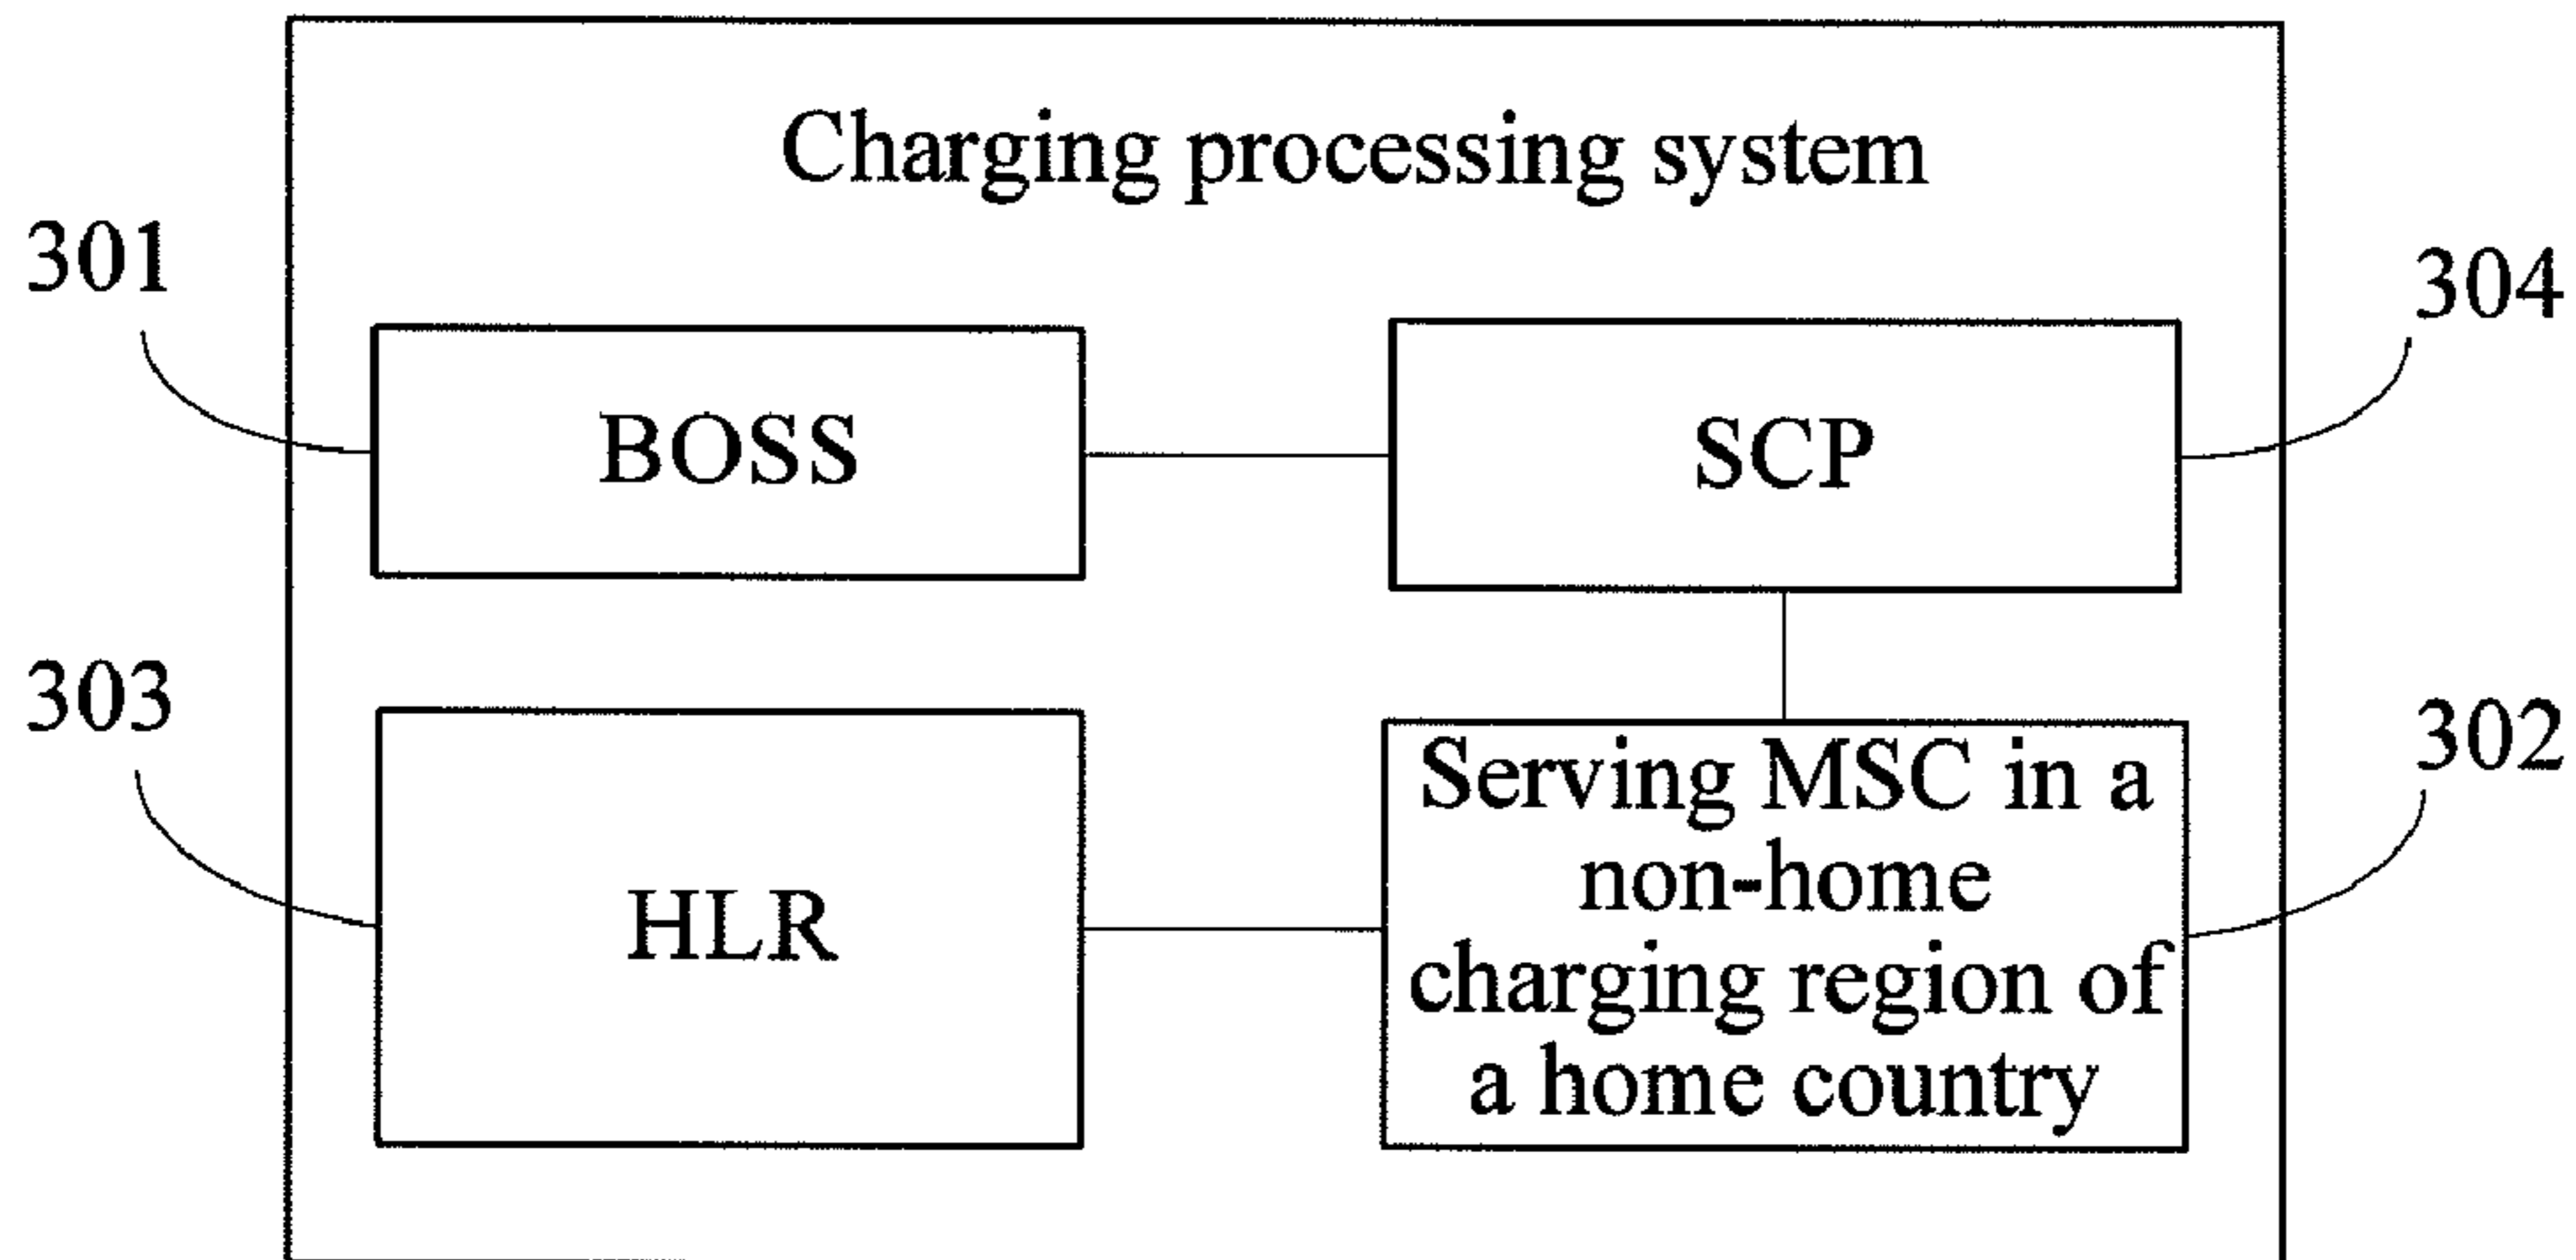 Charging processing system
301
304
BOSS
SCP
303
302
HLR
Serving MSC in a
non-home
charging region of
a home country